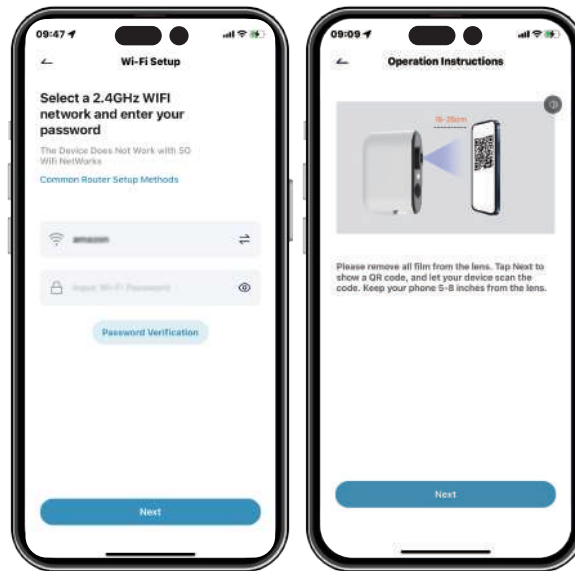 09:47
Wi-Fi Setup
Select a 2.4GHz WIFI
network and enter your
password
The Device Does Not Work with 5G
Wifi NetWorks
Common Router Setup Methods
amazon
Input Wi-Fi Password
Password Verification
Next
09:09
Operation Instructions
Please remove all film from the lens. Tap Next to
show a QR code, and let your device scan the
code. Keep your phone 5-8 inches from the lens.
Next